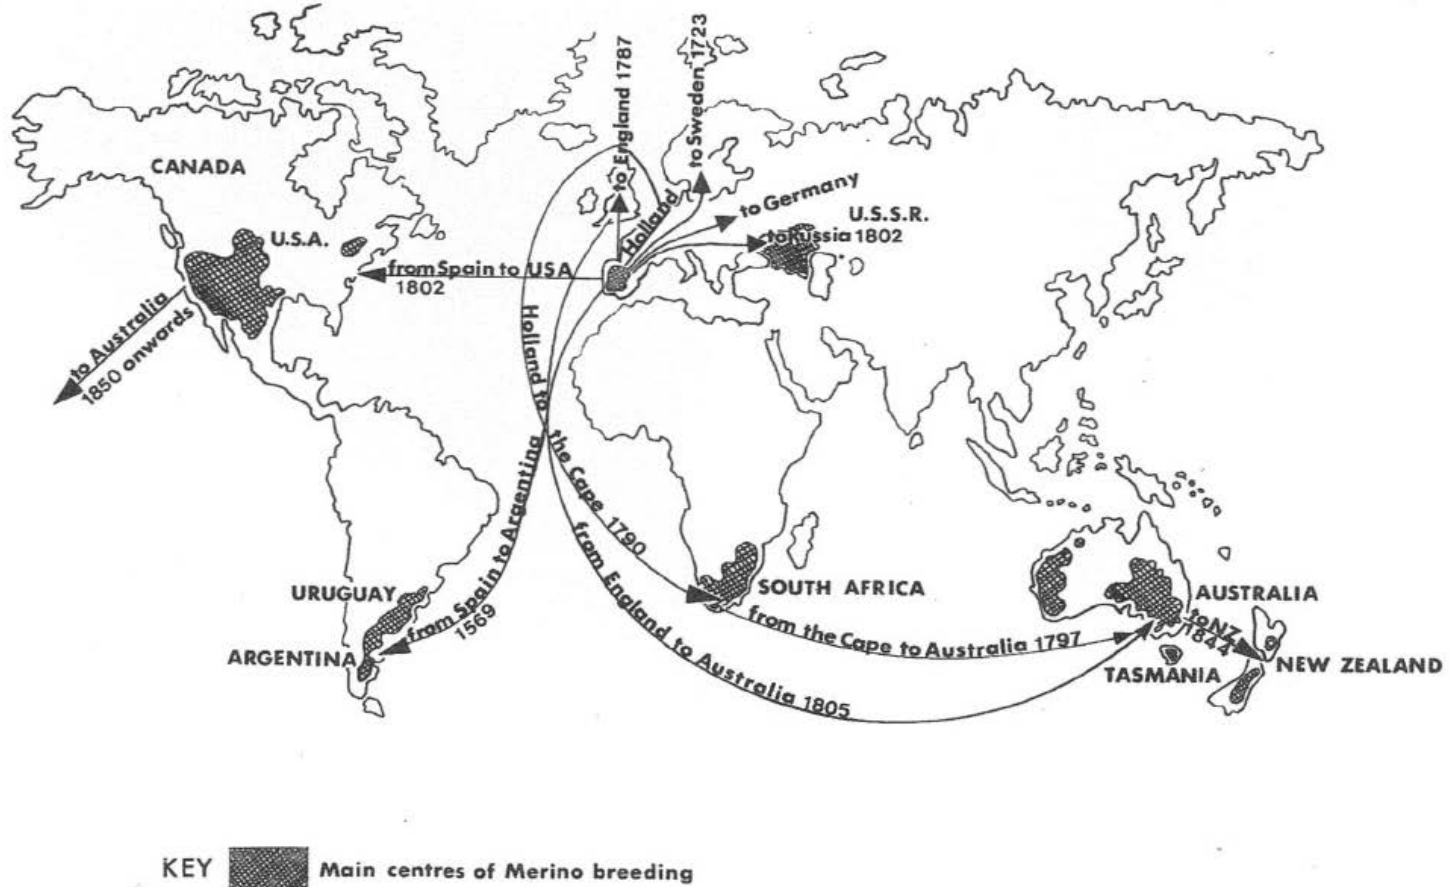 to England 1787
to Sweden 1723
CANADA
Holland
to Germany
U.S.S.R.
to Russia 1802
U.S.A.
from Spain to USA
1802
to Australia
1850 onwards
Holland to
the Cape 1790
from Spain to Argentina
1569
from England to Australia 1805
URUGUAY
ARGENTINA
SOUTH AFRICA
from the Cape to Australia 1797
AUSTRALIA
to NZ
1844
TASMANIA
NEW ZEALAND
KEY
Main centres of Merino breeding